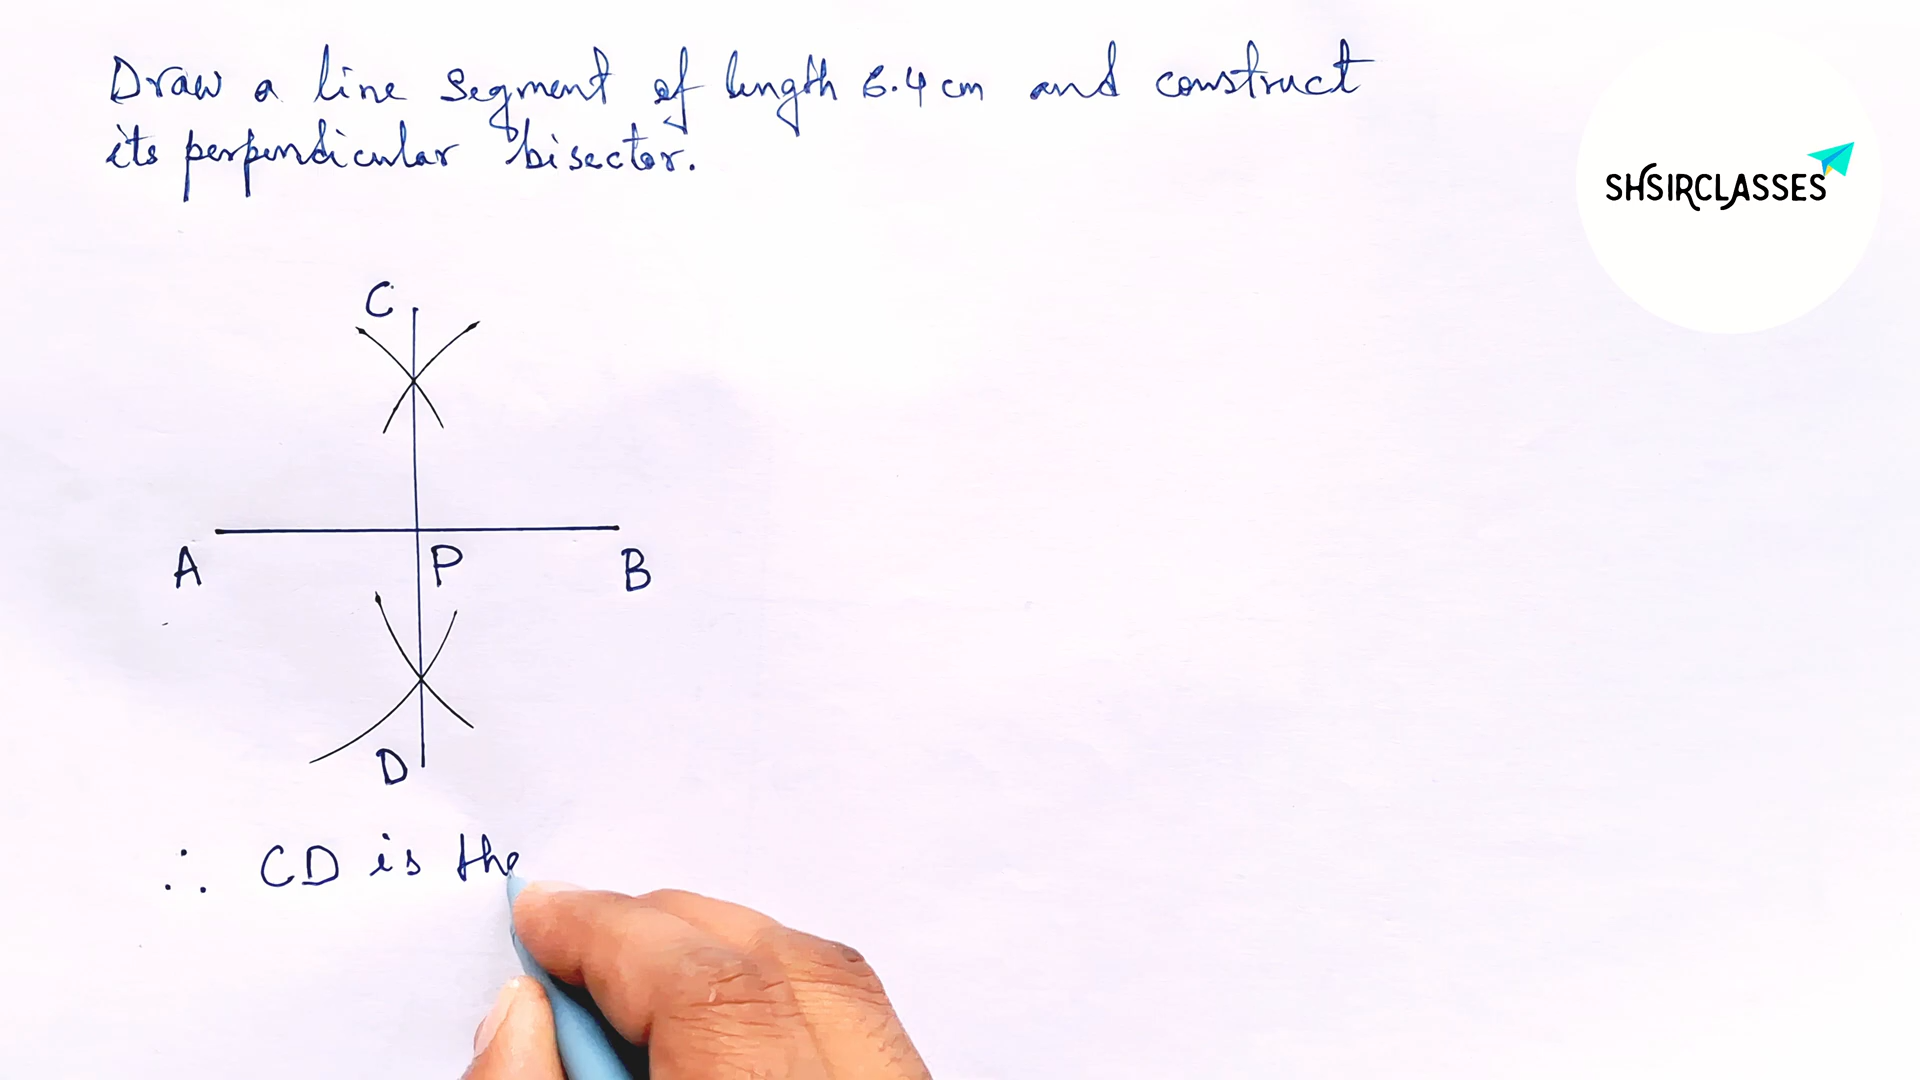 Draw a line segment of length 6.4 cm and construct
its perpendicular bisector.
SHSIRCLASSES
C
A P B
D
∴ CD is the